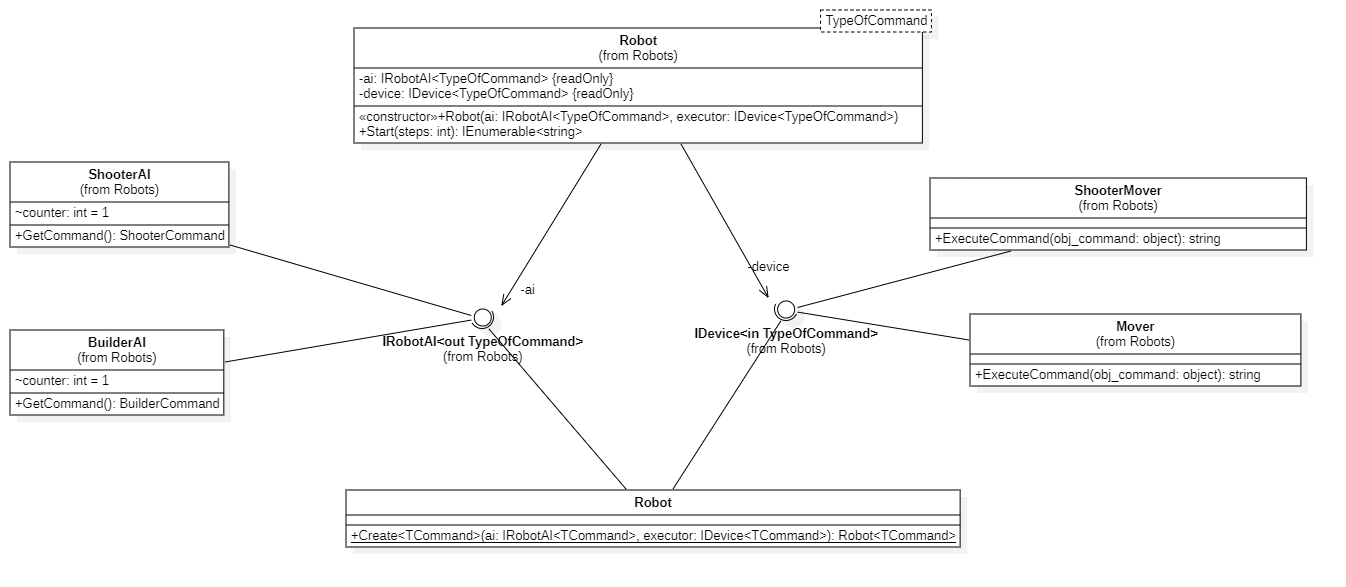 TypeOfCommand
Robot
(from Robots)
-ai: IRobotAI<TypeOfCommand> {readOnly}
-device: IDevice<TypeOfCommand> {readOnly}
«constructor»+Robot(ai: IRobotAI<TypeOfCommand>, executor: IDevice<TypeOfCommand>)
+Start(steps: int): IEnumerable<string>
ShooterAI
(from Robots)
~counter: int = 1
+GetCommand(): ShooterCommand
ShooterMover
(from Robots)
+ExecuteCommand(obj_command: object): string
-device
-ai
IRobotAI<out TypeOfCommand>
(from Robots)
IDevice<in TypeOfCommand>
(from Robots)
BuilderAI
(from Robots)
~counter: int = 1
+GetCommand(): BuilderCommand
Mover
(from Robots)
+ExecuteCommand(obj_command: object): string
Robot
+Create<TCommand>(ai: IRobotAI<TCommand>, executor: IDevice<TCommand>): Robot<TCommand>